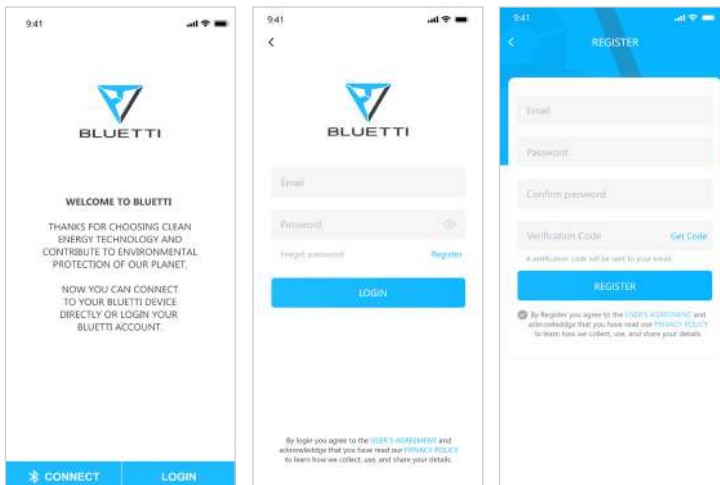 9:41
BLUETTI
WELCOME TO BLUETTI
THANKS FOR CHOOSING CLEAN
ENERGY TECHNOLOGY AND
CONTRIBUTE TO ENVIRONMENTAL
PROTECTION OF OUR PLANET.
NOW YOU CAN CONNECT
TO YOUR BLUETTI DEVICE
DIRECTLY OR LOGIN YOUR
BLUETTI ACCOUNT.
CONNECT
LOGIN
9:41
BLUETTI
Email
Password
Forget password
Register
LOGIN
By login you agree to the USER'S AGREEMENT and
acknowleddge that you have read our PRIVACY POLICY
to learn how we collect, use, and share your details.
9:41
REGISTER
Email
Password
Confirm password
Verification Code
Get Code
A verification code will be sent to your email.
REGISTER
By Register you agree to the USER'S AGREEMENT and
acknowleddge that you have read our PRIVACY POLICY
to learn how we collect, use, and share your details.